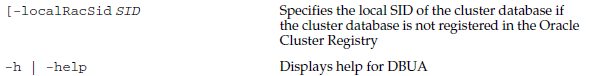 [-localRacSid SID Specifies the local SID of the cluster database if
the cluster database is not registered in the Oracle
Cluster Registry
-h | -help Displays help for DBUA